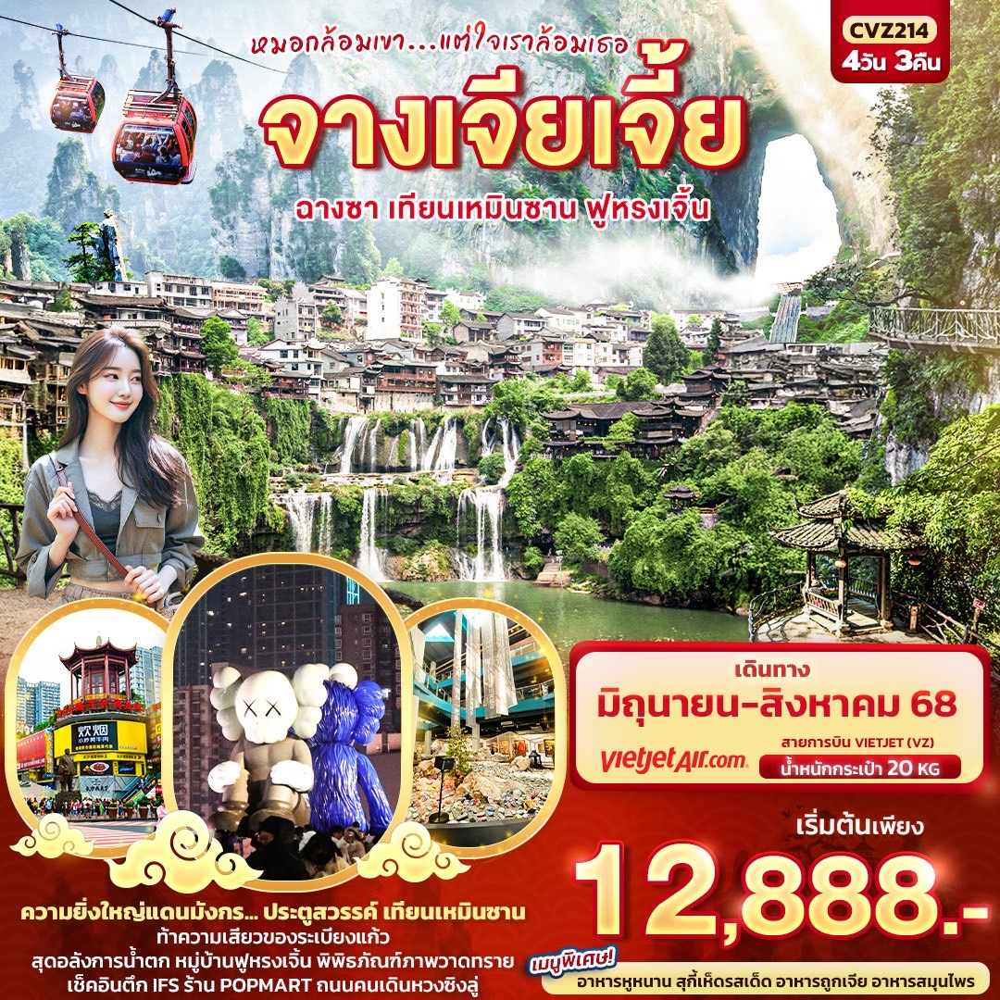 CVZ214
4วัน 3คืน
หมอกล้อมเขา...แต่ใจเราล้อมเธอ
จางเจียเจี้ย
ฉางซา เทียนเหมินซาน ฟูหรงเจิ้น
炊烟
小炒黄牛肉
เดินทาง
มิถุนายน-สิงหาคม 68
สายการบิน VIETJET (VZ)
vietjetAir.com
น้ำหนักกระเป๋า 20 KG
เริ่มต้นเพียง
12,888.-
ความยิ่งใหญ่แดนมังกร... ประตูสวรรค์ เทียนเหมินซาน
ท้าความเสียวของระเบียงแก้ว
สุดอลังการน้ำตก หมู่บ้านฟูหรงเจิ้น พิพิธภัณฑ์ภาพวาดทราย
เช็คอินตึก IFS ร้าน POPMART ถนนคนเดินหวงซิงลู่
เมนูพิเศษ!
อาหารหูหนาน สุกี้เห็ดรสเด็ด อาหารถูเจีย อาหารสมุนไพร